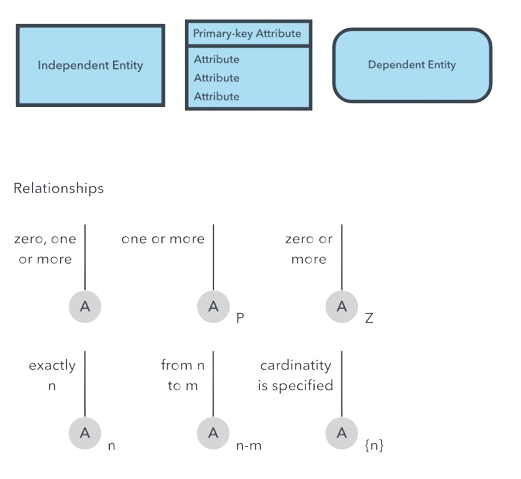 Independent Entity
Primary-key Attribute
Attribute
Attribute
Attribute
Dependent Entity
Relationships
zero, one
or more
A
one or more
A
P
zero or
more
A
Z
exactly
n
A
n
from n
to m
A
n-m
cardinatity
is specified
A
{n}